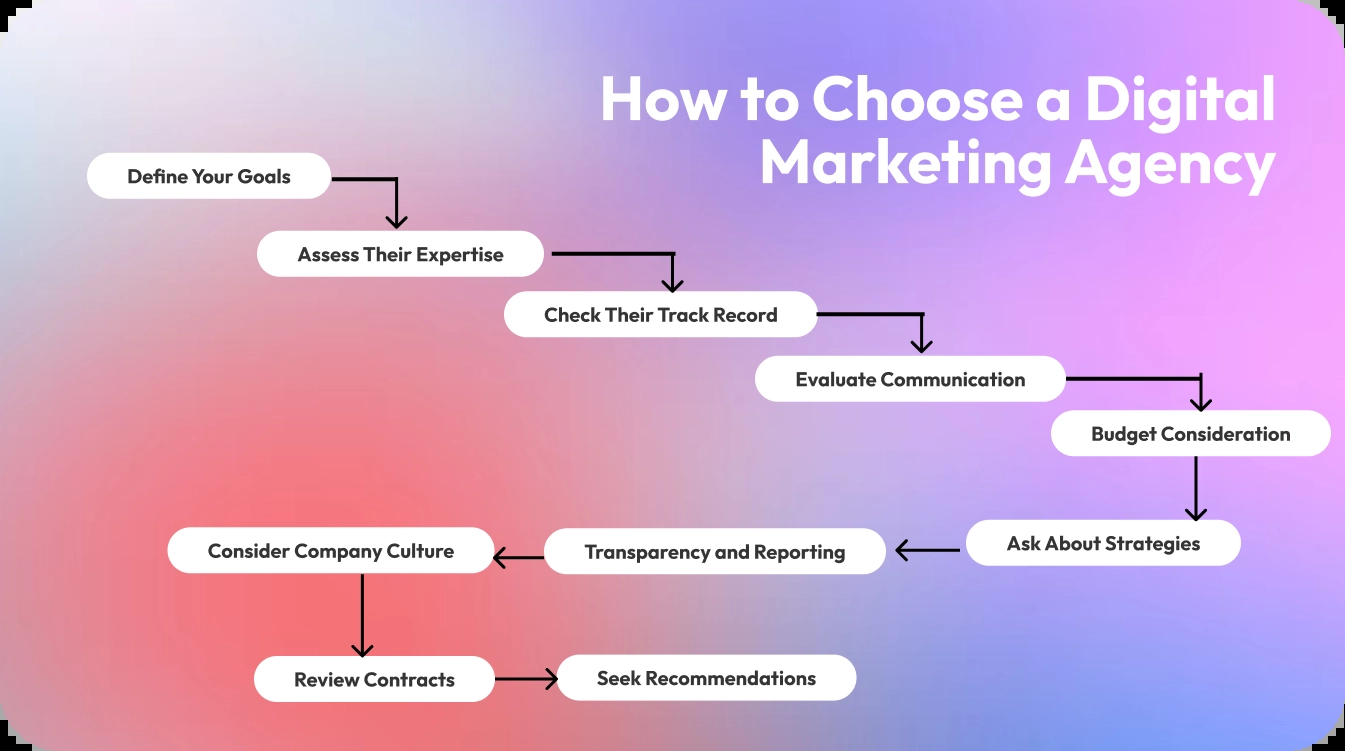 How to Choose a Digital
Marketing Agency
Define Your Goals
Assess Their Expertise
Check Their Track Record
Evaluate Communication
Budget Consideration
Ask About Strategies
Transparency and Reporting
Consider Company Culture
Review Contracts
Seek Recommendations